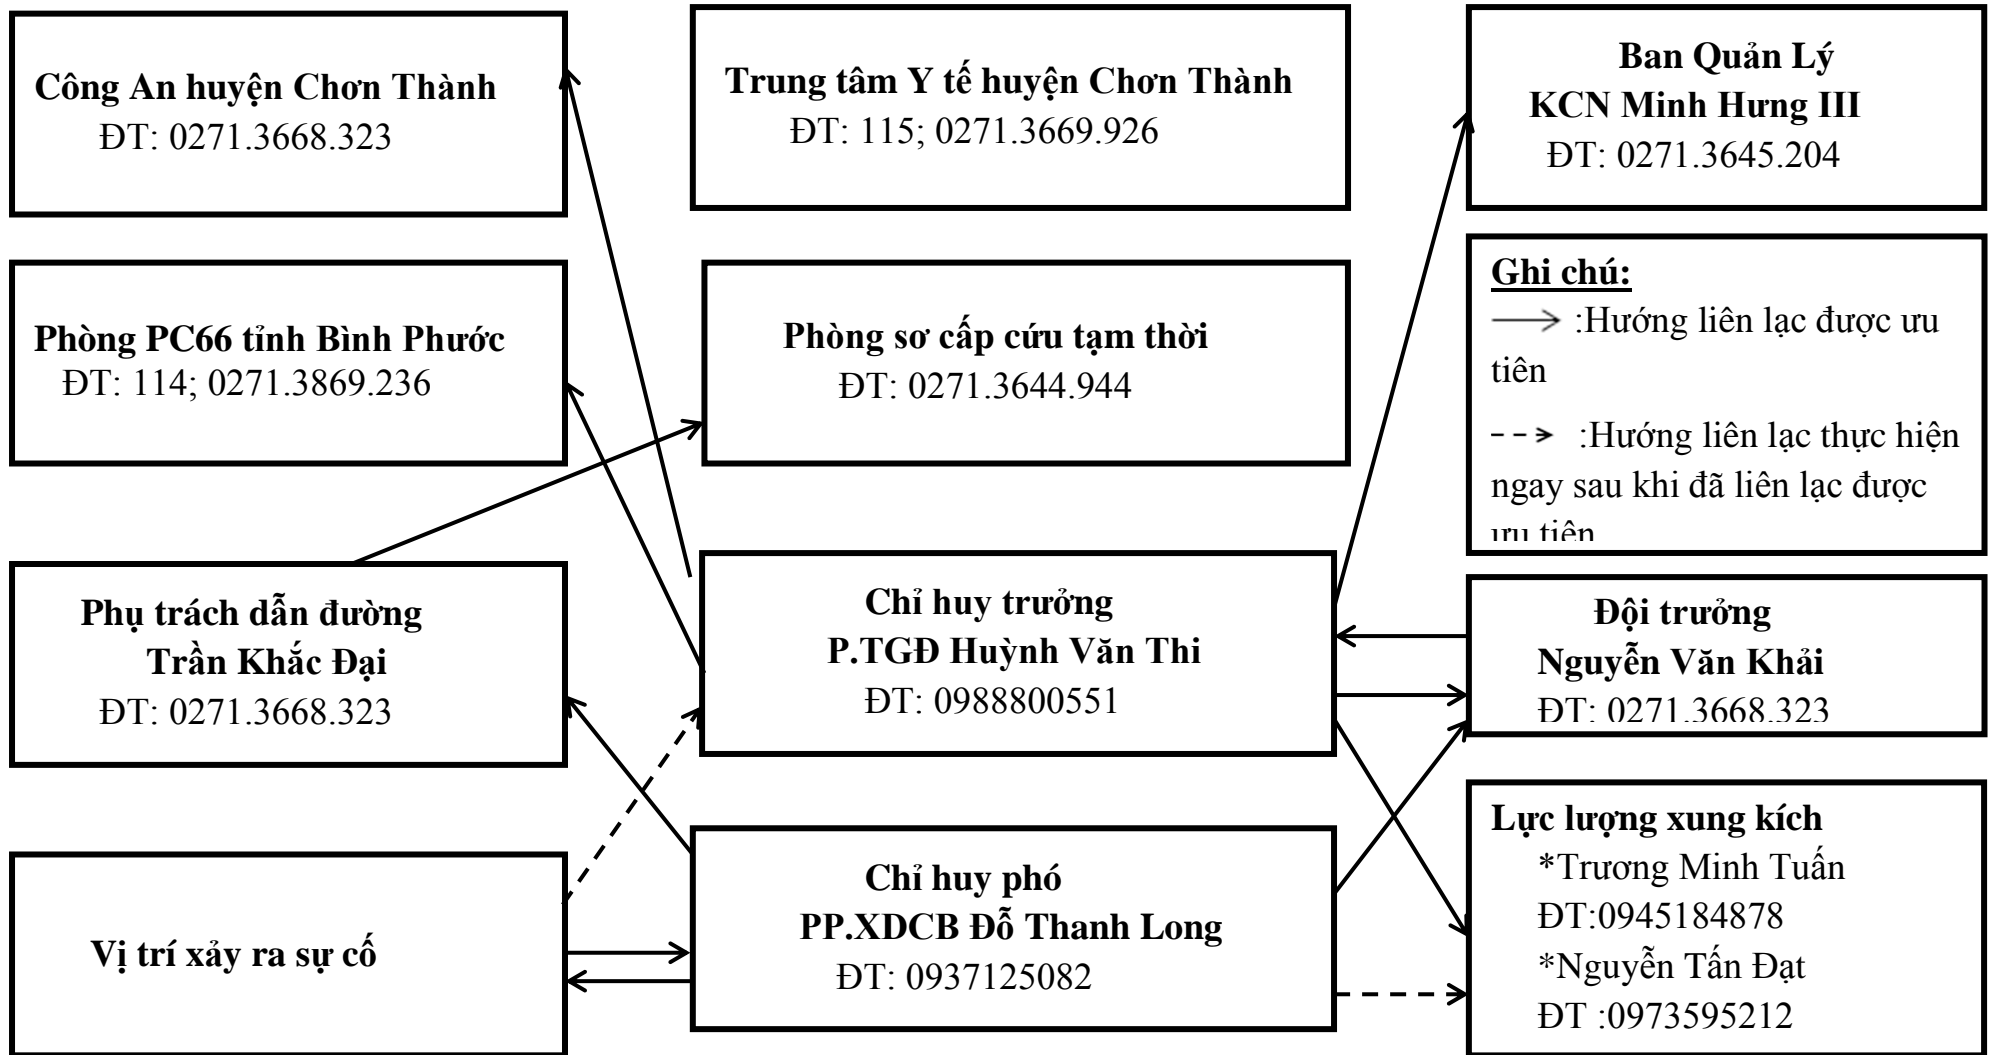 Công An huyện Chơn Thành
ĐT: 0271.3668.323
Trung tâm Y tế huyện Chơn Thành
ĐT: 115; 0271.3669.926
Ban Quản Lý
KCN Minh Hưng III
ĐT: 0271.3645.204
Phòng PC66 tỉnh Bình Phước
ĐT: 114; 0271.3869.236
Phòng sơ cấp cứu tạm thời
ĐT: 0271.3644.944
Ghi chú:
:Hướng liên lạc được ưu
tiên
:Hướng liên lạc thực hiện
ngay sau khi đã liên lạc được
ưu tiên
Phụ trách dẫn đường
Trần Khắc Đại
ĐT: 0271.3668.323
Chỉ huy trưởng
P.TGĐ Huỳnh Văn Thi
ĐT: 0988800551
Đội trưởng
Nguyễn Văn Khải
ĐT: 0271.3668.323
Vị trí xảy ra sự cố
Chỉ huy phó
PP.XDCB Đỗ Thanh Long
ĐT: 0937125082
Lực lượng xung kích
*Trương Minh Tuấn
ĐT:0945184878
*Nguyễn Tấn Đạt
ĐT :0973595212